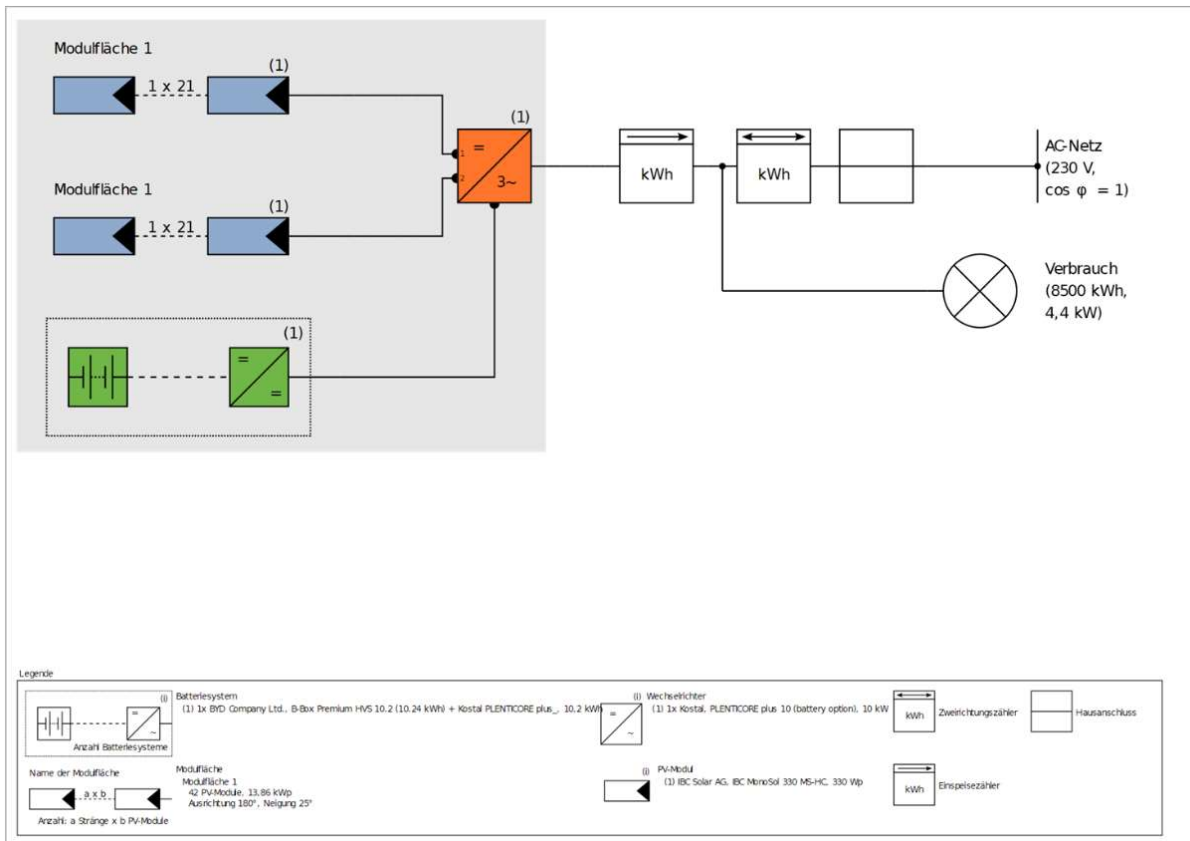 Modulfläche 1
(1)
1 x 21
(1)
=
1
2
3~
kWh
kWh
AC-Netz
(230 V,
cos φ = 1)
Modulfläche 1
(1)
1 x 21
Verbrauch
(8500 kWh,
4,4 kW)
(1)
=
=
Legende
(i)
=
~
Anzahl Batteriesysteme
Batteriesystem
(1) 1x BYD Company Ltd., B-Box Premium HVS 10.2 (10.24 kWh) + Kostal PLENTICORE plus_, 10,2 kWh
(i)
=
~
Wechselrichter
(1) 1x Kostal, PLENTICORE plus 10 (battery option), 10 kW
kWh
Zweirichtungszähler
Hausanschluss
Name der Modulfläche
a x b
Anzahl: a Stränge x b PV-Module
Modulfläche
Modulfläche 1
42 PV-Module, 13,86 kWp
Ausrichtung 180°, Neigung 25°
(i)
PV-Modul
(1) IBC Solar AG, IBC MonoSol 330 MS-HC, 330 Wp
kWh
Einspeisezähler